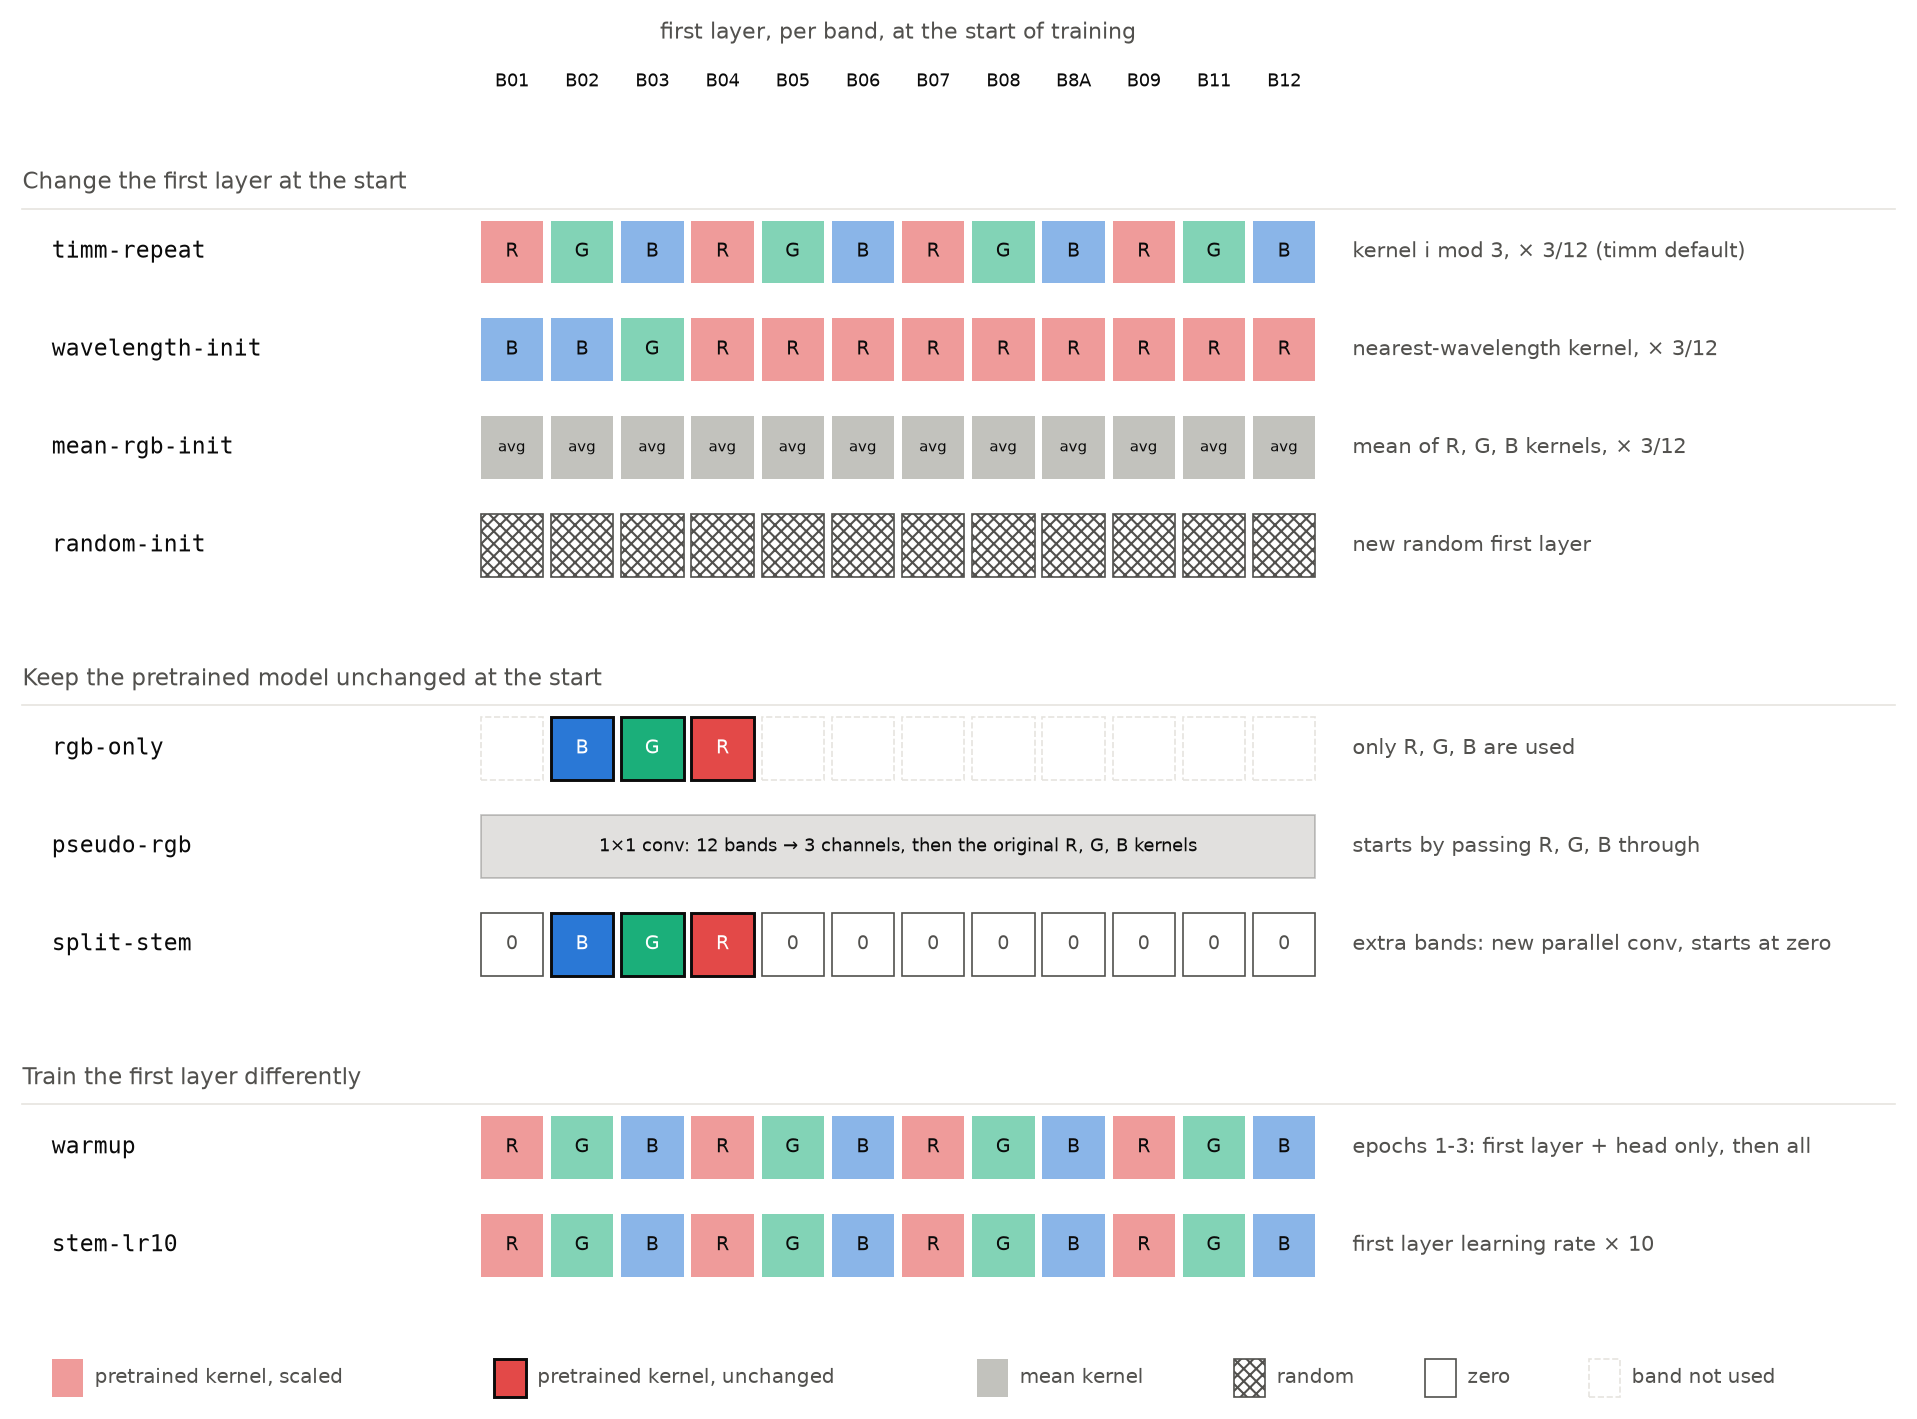 first layer, per band, at the start of training
B01 B02 B03 B04 B05 B06 B07 B08 B8A B09 B11 B12
Change the first layer at the start
timm-repeat R G B R G B R G B R G B kernel i mod 3, × 3/12 (timm default)
wavelength-init B B G R R R R R R R R R nearest-wavelength kernel, × 3/12
mean-rgb-init avg avg avg avg avg avg avg avg avg avg avg avg mean of R, G, B kernels, × 3/12
random-init new random first layer
Keep the pretrained model unchanged at the start
rgb-only B G R only R, G, B are used
pseudo-rgb 1×1 conv: 12 bands → 3 channels, then the original R, G, B kernels starts by passing R, G, B through
split-stem 0 B G R 0 0 0 0 0 0 0 0 extra bands: new parallel conv, starts at zero
Train the first layer differently
warmup R G B R G B R G B R G B epochs 1-3: first layer + head only, then all
stem-lr10 R G B R G B R G B R G B first layer learning rate × 10
pretrained kernel, scaled pretrained kernel, unchanged mean kernel random zero band not used